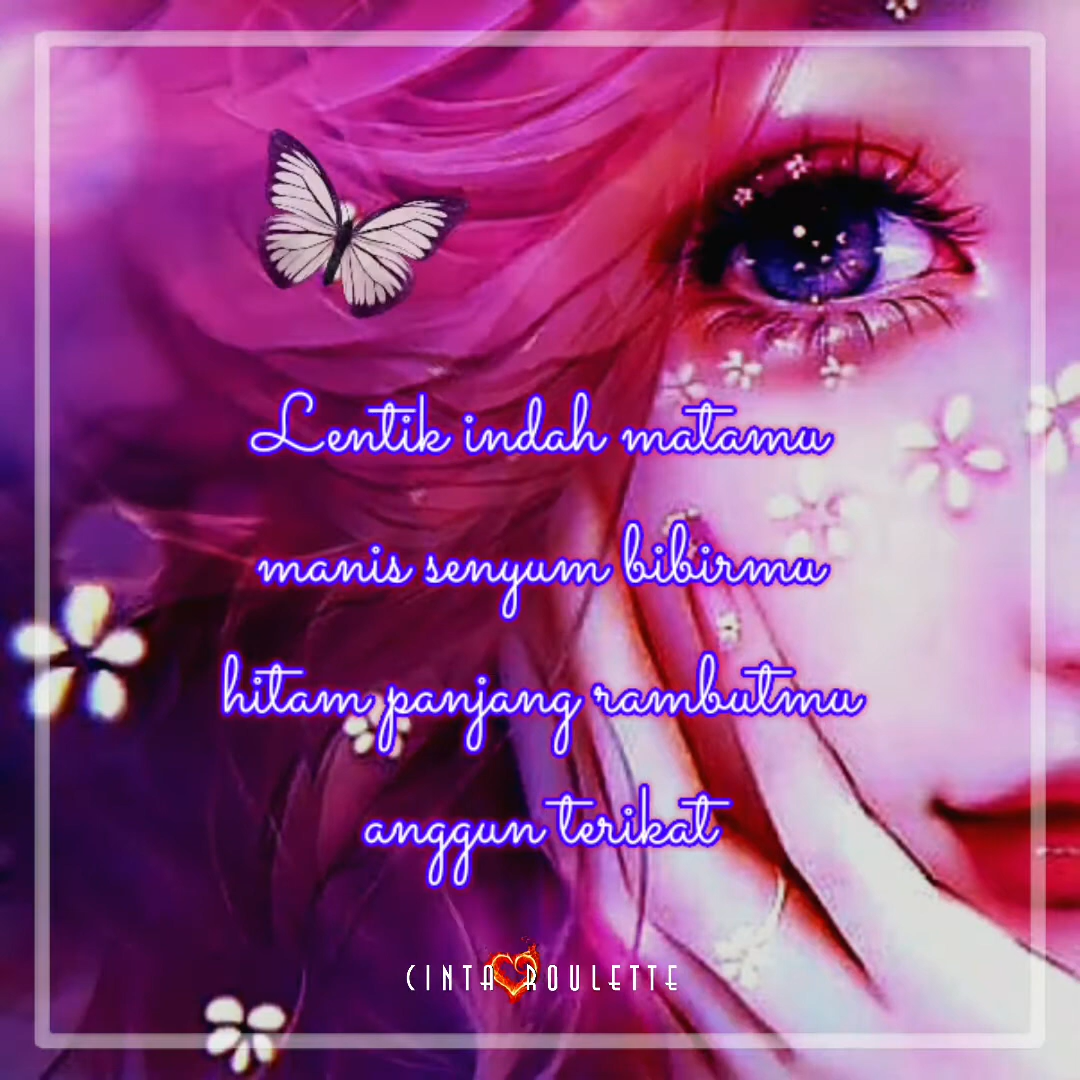 Lentik indah matamu
manis senyum bibirmu
hitam panjang rambutmu
anggun terikat
CINTA ROULETTE